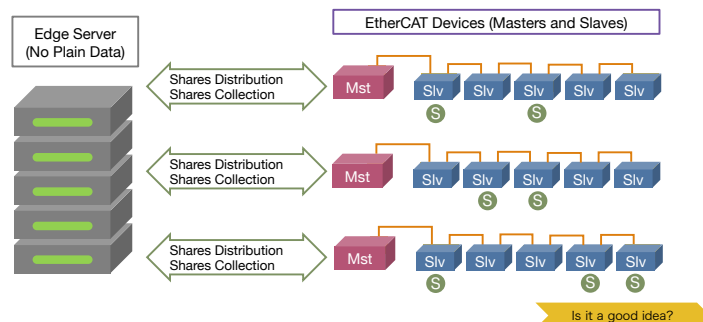 Edge Server
(No Plain Data)
EtherCAT Devices (Masters and Slaves)
Shares Distribution
Shares Collection
Mst
Slv Slv Slv Slv Slv
S S
Shares Distribution
Shares Collection
Mst
Slv Slv Slv Slv Slv
S S
Shares Distribution
Shares Collection
Mst
Slv Slv Slv Slv Slv
S S S
Is it a good idea?